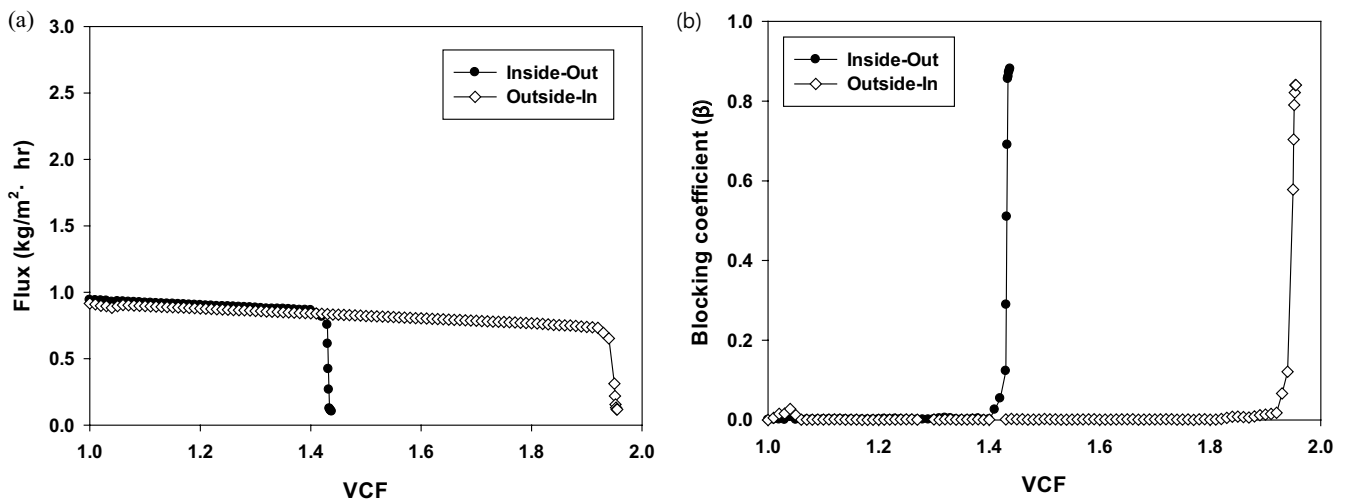 (a)
3.0
2.5
2.0
1.5
1.0
0.5
0.0
Flux (kg/m²· hr)
Inside-Out
Outside-In
1.0 1.2 1.4 1.6 1.8 2.0
VCF
(b)
1.0
0.8
0.6
0.4
0.2
0.0
Blocking coefficient (β)
Inside-Out
Outside-In
1.0 1.2 1.4 1.6 1.8 2.0
VCF